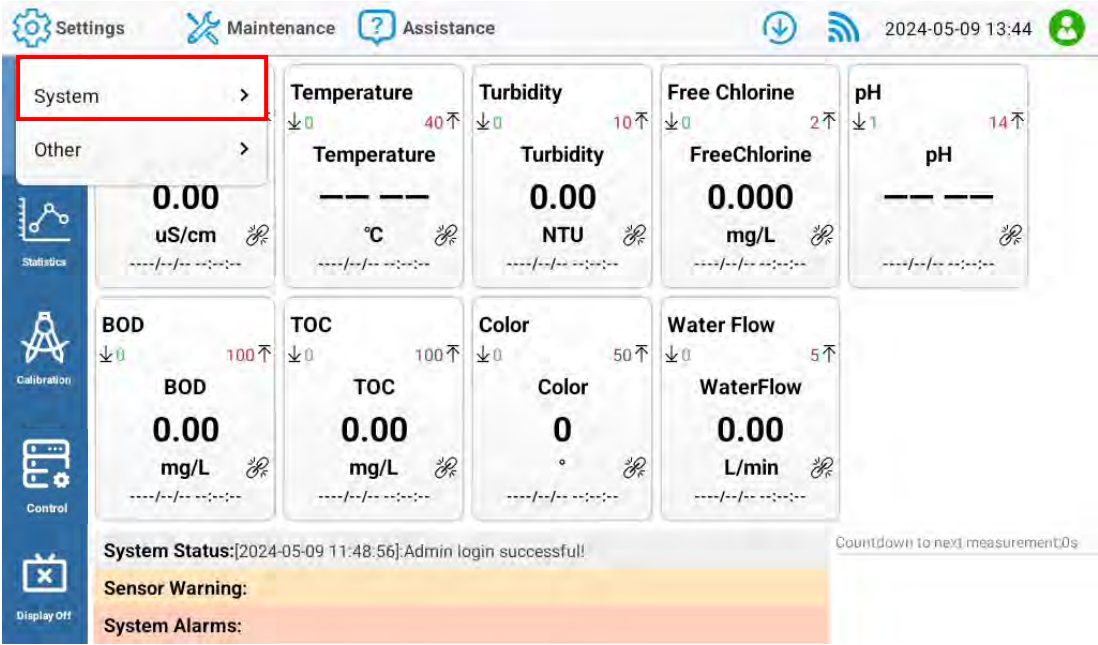 Settings Maintenance Assistance 2024-05-09 13:44
System >
Other >
Temperature Turbidity Free Chlorine pH
0 40 0 10 0 2 1 14
Temperature Turbidity FreeChlorine pH
0.00 —— —— 0.00 0.000 —— ——
uS/cm ℃ NTU mg/L
----/--/-- --:--:-- ----/--/-- --:--:-- ----/--/-- --:--:-- ----/--/-- --:--:-- ----/--/-- --:--:--
Statistics
Calibration
Control
Display Off
BOD TOC Color Water Flow
0 100 0 100 0 50 0 5
BOD TOC Color WaterFlow
0.00 0.00 0 0.00
mg/L mg/L ° L/min
----/--/-- --:--:-- ----/--/-- --:--:-- ----/--/-- --:--:-- ----/--/-- --:--:--
System Status:[2024-05-09 11:48:56]:Admin login successful!
Countdown to next measurement:0s
Sensor Warning:
System Alarms: